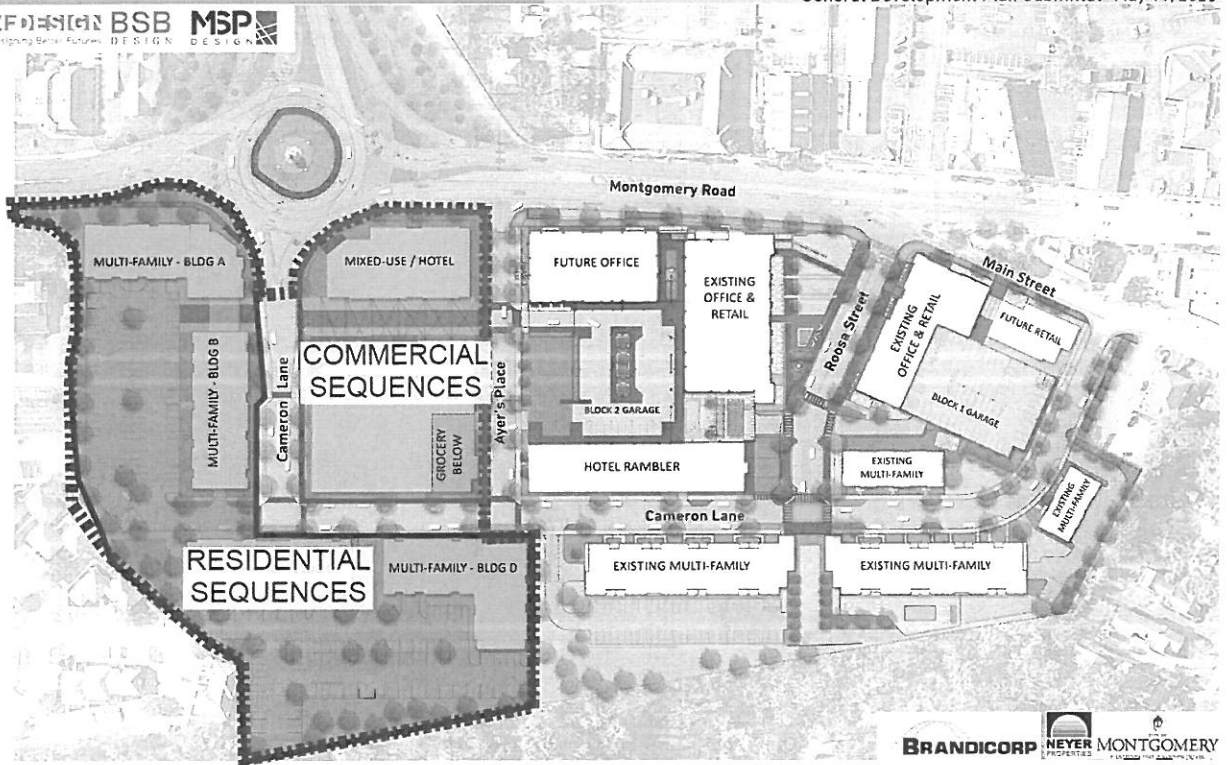 DESIGN BSB MSP
DESIGN DESIGN
Montgomery Road
MULTI-FAMILY - BLDG A
MIXED-USE / HOTEL
FUTURE OFFICE
EXISTING
OFFICE &
RETAIL
Roosa Street
EXISTING
OFFICE & RETAIL
Main Street
FUTURE RETAIL
MULTI-FAMILY - BLDG B
Cameron Lane
COMMERCIAL
SEQUENCES
GROCERY
BELOW
Ayer's Place
BLOCK 2 GARAGE
BLOCK 1 GARAGE
HOTEL RAMBLER
EXISTING
MULTI-FAMILY
EXISTING
MULTI-FAMILY
Cameron Lane
RESIDENTIAL
SEQUENCES
MULTI-FAMILY - BLDG D
EXISTING MULTI-FAMILY
EXISTING MULTI-FAMILY
BRANDICORP
NEYER
PROPERTIES
MONTGOMERY